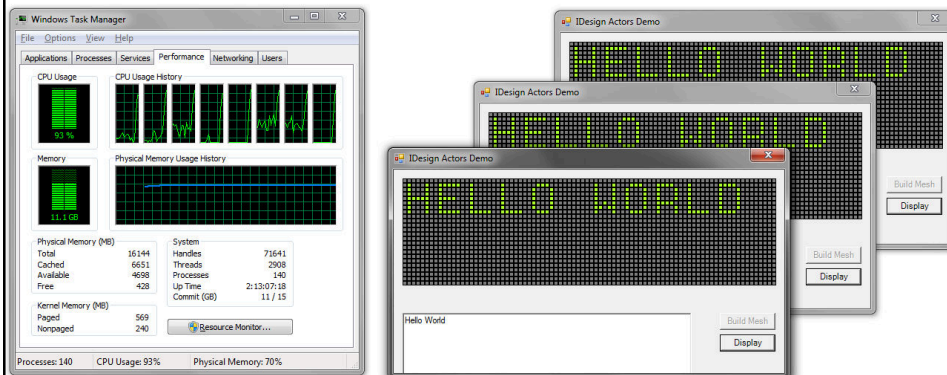 Windows Task Manager
File Options View Help
Applications Processes Services Performance Networking Users
CPU Usage CPU Usage History
93 %
Memory Physical Memory Usage History
11.1 GB
Physical Memory (MB)
Total 16144
Cached 6651
Available 4698
Free 428
System
Handles 71641
Threads 2908
Processes 140
Up Time 2:13:07:18
Commit (GB) 11 / 15
Kernel Memory (MB)
Paged 569
Nonpaged 240
Resource Monitor...
Processes: 140 CPU Usage: 93% Physical Memory: 70%
IDesign Actors Demo
HELLO WORLD
Build Mesh
Display
IDesign Actors Demo
HELLO WORLD
Build Mesh
Display
IDesign Actors Demo
HELLO WORLD
Hello World
Build Mesh
Display